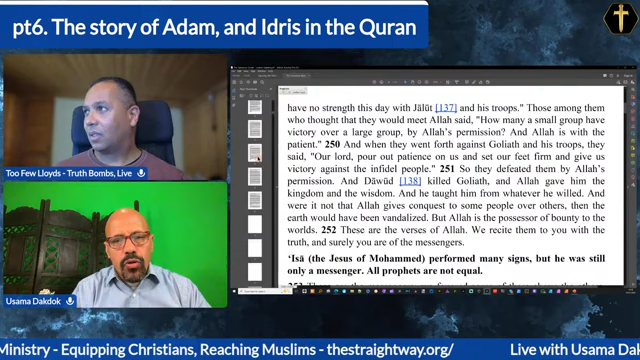 pt6. The story of Adam, and Idris in the Quran
Too Few Lloyds - Truth Bombs, Live
Usama Dakdok
have no strength this day with Jālūt [137] and his troops." Those among them
who thought that they would meet Allah said, "How many a small group have
victory over a large group, by Allah's permission? And Allah is with the
patient." 250 And when they went forth against Goliath and his troops, they
said, "Our lord, pour out patience on us and set our feet firm and give us
victory against the infidel people." 251 So they defeated them by Allah's
permission. And Dāwūd [138] killed Goliath, and Allah gave him the
kingdom and the wisdom. And he taught him from whatever he willed. And
were it not that Allah gives conquest to some people over others, then the
earth would have been vandalized. But Allah is the possessor of bounty to the
worlds. 252 These are the verses of Allah. We recite them to you with the
truth, and surely you are of the messengers.
'Isā (the Jesus of Mohammed) performed many signs, but he was still
only a messenger. All prophets are not equal.
Ministry - Equipping Christians, Reaching Muslims - thestraightway.org/ Live with Usama Dak